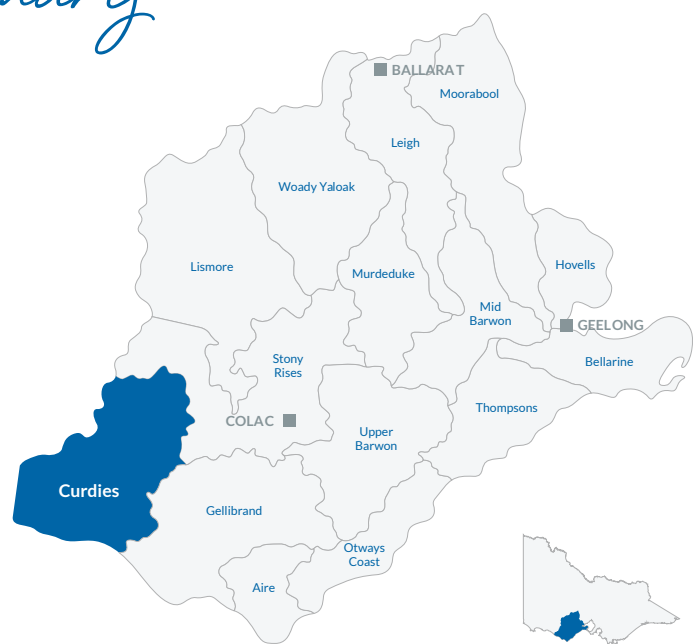 BALLARAT
Moorabool
Leigh
Woady Yaloak
Lismore
Murdeduke
Hovells
Mid
Barwon
GEELONG
Stony
Rises
Bellarine
COLAC
Thompsons
Upper
Barwon
Curdies
Gellibrand
Otways
Coast
Aire